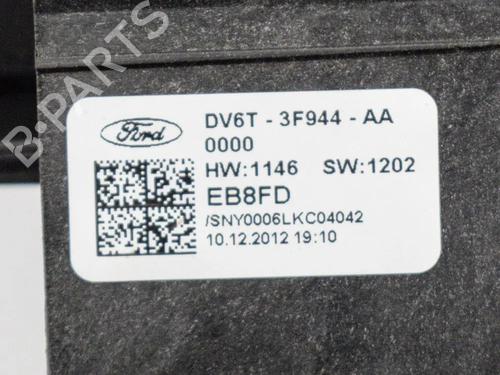 B-PARTS
Ford
DV6T - 3F944 - AA
0000
HW:1146 SW:1202
EB8FD
/SNY0006LKC04042
10.12.2012 19:10